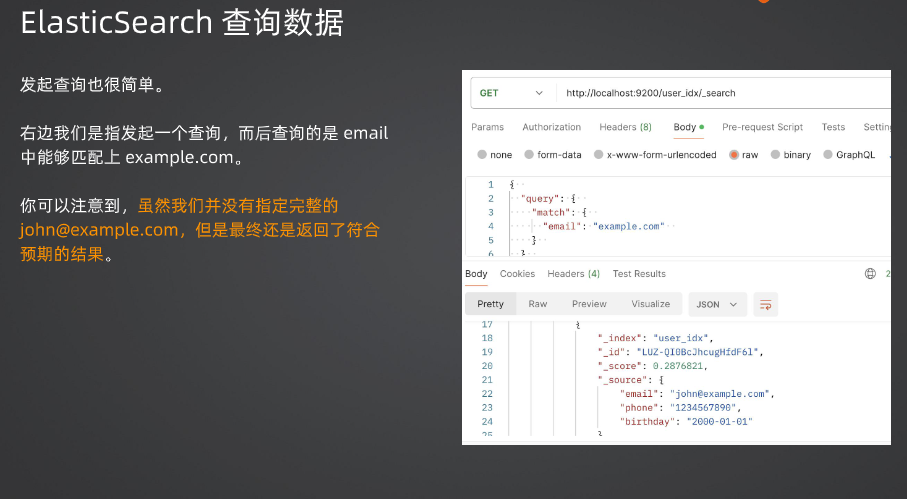 ElasticSearch 查询数据
发起查询也很简单。
右边我们是指发起一个查询，而后查询的是 email
中能够匹配上 example.com。
你可以注意到，虽然我们并没有指定完整的
john@example.com，但是最终还是返回了符合
预期的结果。
GET http://localhost:9200/user_idx/_search
Params Authorization Headers (8) Body Pre-request Script Tests
none form-data x-www-form-urlencoded raw binary GraphQL
1 {
2 "query": {
3 "match": {
4 "email": "example.com"
5 }
6 }
Body Cookies Headers (4) Test Results
Pretty Raw Preview Visualize JSON
17 {
18 "_index": "user_idx",
19 "_id": "LUZ-QI0BcJhcugHfdF6l",
20 "_score": 0.2876821,
21 "_source": {
22 "email": "john@example.com",
23 "phone": "1234567890",
24 "birthday": "2000-01-01"
25 }